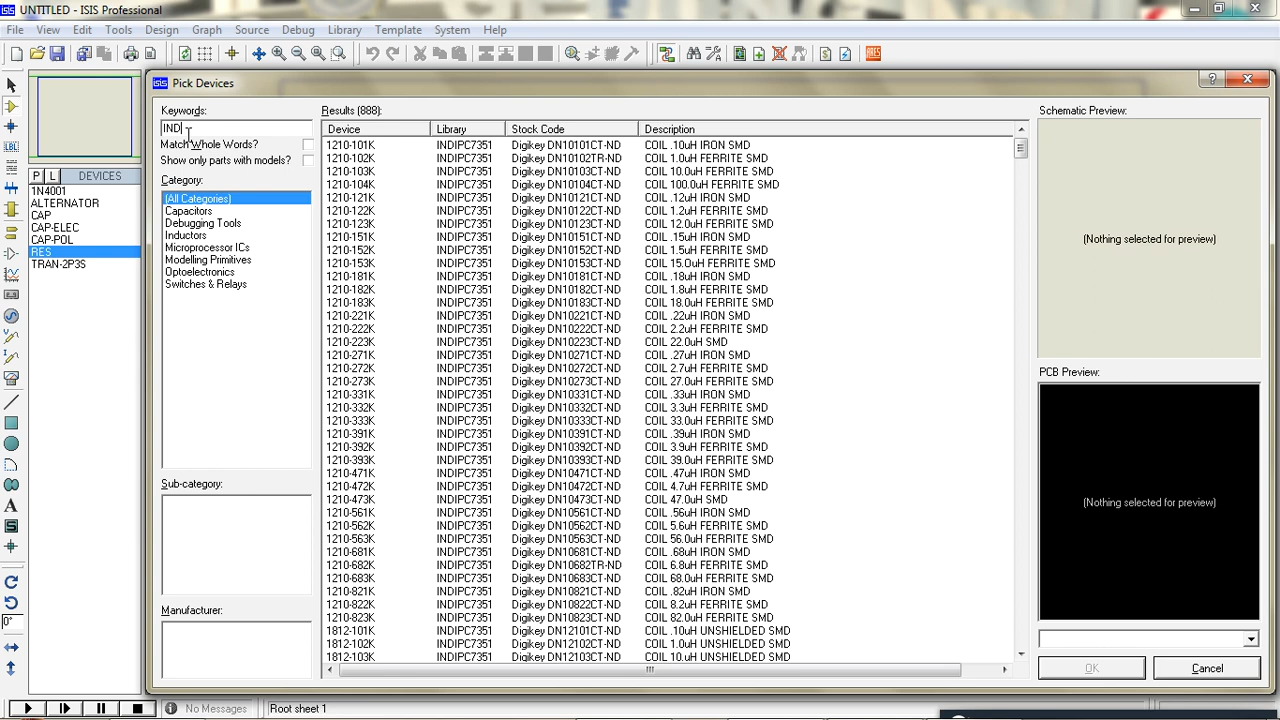 UNTITLED - ISIS Professional
File View Edit Tools Design Graph Source Debug Library Template System Help
Pick Devices
Keywords:
IND
Match Whole Words?
Show only parts with models?
Category:
(All Categories)
Capacitors
Debugging Tools
Inductors
Microprocessor ICs
Modelling Primitives
Optoelectronics
Switches & Relays
Sub-category:
Manufacturer:
P L DEVICES
1N4001
ALTERNATOR
CAP
CAP-ELEC
CAP-POL
RES
TRAN-2P3S
Results (888):
Device Library Stock Code Description
1210-101K INDIPC7351 Digikey DN10101CT-ND COIL .10uH IRON SMD
1210-102K INDIPC7351 Digikey DN10102TR-ND COIL 1.0uH FERRITE SMD
1210-103K INDIPC7351 Digikey DN10103CT-ND COIL 10.0uH FERRITE SMD
1210-104K INDIPC7351 Digikey DN10104CT-ND COIL 100.0uH FERRITE SMD
1210-121K INDIPC7351 Digikey DN10121CT-ND COIL .12uH IRON SMD
1210-122K INDIPC7351 Digikey DN10122CT-ND COIL 1.2uH FERRITE SMD
1210-123K INDIPC7351 Digikey DN10123CT-ND COIL 12.0uH FERRITE SMD
1210-151K INDIPC7351 Digikey DN10151CT-ND COIL .15uH IRON SMD
1210-152K INDIPC7351 Digikey DN10152CT-ND COIL 1.5uH FERRITE SMD
1210-153K INDIPC7351 Digikey DN10153CT-ND COIL 15.0uH FERRITE SMD
1210-181K INDIPC7351 Digikey DN10181CT-ND COIL .18uH IRON SMD
1210-182K INDIPC7351 Digikey DN10182CT-ND COIL 1.8uH FERRITE SMD
1210-183K INDIPC7351 Digikey DN10183CT-ND COIL 18.0uH FERRITE SMD
1210-221K INDIPC7351 Digikey DN10221CT-ND COIL .22uH IRON SMD
1210-222K INDIPC7351 Digikey DN10222CT-ND COIL 2.2uH FERRITE SMD
1210-223K INDIPC7351 Digikey DN10223CT-ND COIL 22.0uH SMD
1210-271K INDIPC7351 Digikey DN10271CT-ND COIL .27uH IRON SMD
1210-272K INDIPC7351 Digikey DN10272CT-ND COIL 2.7uH FERRITE SMD
1210-273K INDIPC7351 Digikey DN10273CT-ND COIL 27.0uH FERRITE SMD
1210-331K INDIPC7351 Digikey DN10331CT-ND COIL .33uH IRON SMD
1210-332K INDIPC7351 Digikey DN10332CT-ND COIL 3.3uH FERRITE SMD
1210-333K INDIPC7351 Digikey DN10333CT-ND COIL 33.0uH FERRITE SMD
1210-391K INDIPC7351 Digikey DN10391CT-ND COIL .39uH IRON SMD
1210-392K INDIPC7351 Digikey DN10392CT-ND COIL 3.9uH FERRITE SMD
1210-393K INDIPC7351 Digikey DN10393CT-ND COIL 39.0uH FERRITE SMD
1210-471K INDIPC7351 Digikey DN10471CT-ND COIL .47uH IRON SMD
1210-472K INDIPC7351 Digikey DN10472CT-ND COIL 4.7uH FERRITE SMD
1210-473K INDIPC7351 Digikey DN10473CT-ND COIL 47.0uH SMD
1210-561K INDIPC7351 Digikey DN10561CT-ND COIL .56uH IRON SMD
1210-562K INDIPC7351 Digikey DN10562CT-ND COIL 5.6uH FERRITE SMD
1210-563K INDIPC7351 Digikey DN10563CT-ND COIL 56.0uH FERRITE SMD
1210-681K INDIPC7351 Digikey DN10681CT-ND COIL .68uH IRON SMD
1210-682K INDIPC7351 Digikey DN10682TR-ND COIL 6.8uH FERRITE SMD
1210-683K INDIPC7351 Digikey DN10683CT-ND COIL 68.0uH FERRITE SMD
1210-821K INDIPC7351 Digikey DN10821CT-ND COIL .82uH IRON SMD
1210-822K INDIPC7351 Digikey DN10822CT-ND COIL 8.2uH FERRITE SMD
1210-823K INDIPC7351 Digikey DN10823CT-ND COIL 82.0uH FERRITE SMD
1812-101K INDIPC7351 Digikey DN12101CT-ND COIL .10uH UNSHIELDED SMD
1812-102K INDIPC7351 Digikey DN12102CT-ND COIL 1.0uH UNSHIELDED SMD
1812-103K INDIPC7351 Digikey DN12103CT-ND COIL 10.0uH UNSHIELDED SMD
Schematic Preview:
(Nothing selected for preview)
PCB Preview:
(Nothing selected for preview)
OK Cancel
LBL
A
S
ARES
0°
No Messages Root sheet 1